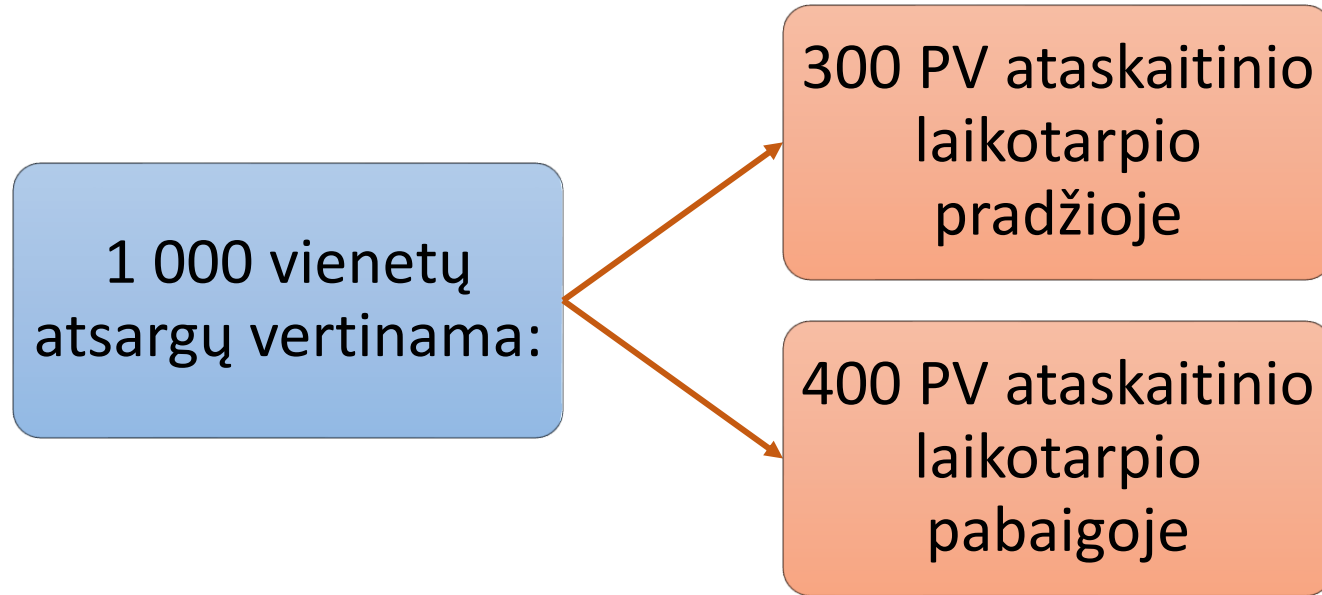 1 000 vienetų
atsargų vertinama:
300 PV ataskaitinio
laikotarpio
pradžioje
400 PV ataskaitinio
laikotarpio
pabaigoje